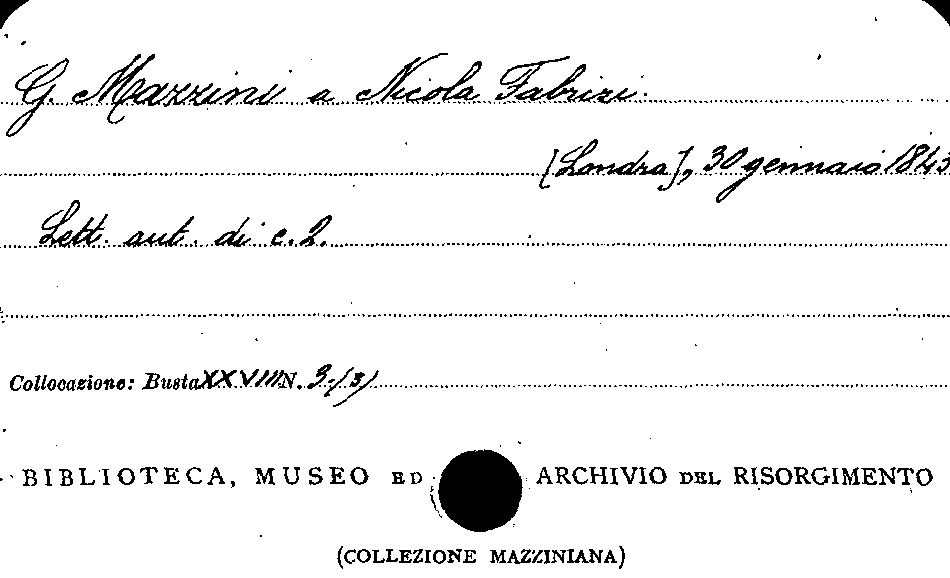 G. Mazzini a Nicola Fabrizi.
[Londra], 30 gennaio 1843
Lett. aut. di c. 2.
Collocazione: Busta XXVIII N. 3-(3)
BIBLIOTECA, MUSEO ED ARCHIVIO DEL RISORGIMENTO
(COLLEZIONE MAZZINIANA)